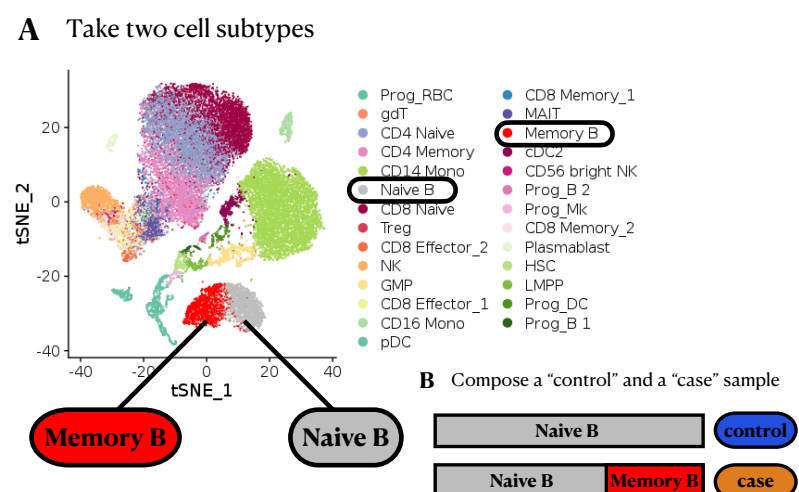 A Take two cell subtypes
tSNE_2
20
0
-20
-40
-40 -20 0 20 40
tSNE_1
Prog_RBC
gdT
CD4 Naive
CD4 Memory
CD14 Mono
Naive B
CD8 Naive
Treg
CD8 Effector_2
NK
GMP
CD8 Effector_1
CD16 Mono
pDC
CD8 Memory_1
MAIT
Memory B
cDC2
CD56 bright NK
Prog_B 2
Prog_Mk
CD8 Memory_2
Plasmablast
HSC
LMPP
Prog_DC
Prog_B 1
Memory B
Naive B
B Compose a “control” and a “case” sample
Naive B control
Naive B Memory B case